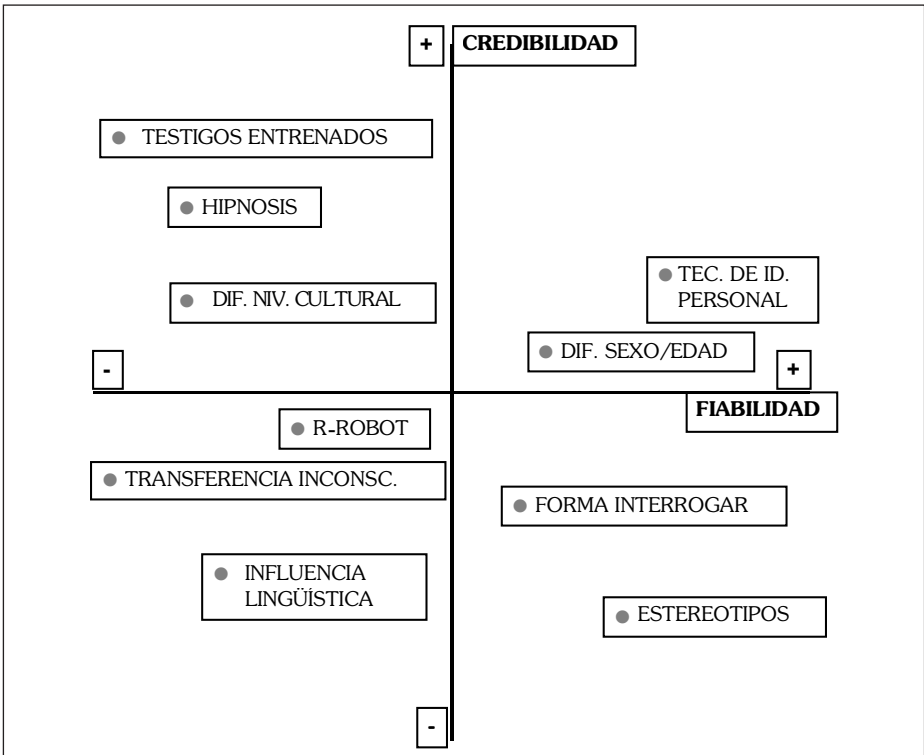 + CREDIBILIDAD
TESTIGOS ENTRENADOS
HIPNOSIS
TEC. DE ID.
PERSONAL
DIF. NIV. CULTURAL
DIF. SEXO/EDAD
-
+
FIABILIDAD
R-ROBOT
TRANSFERENCIA INCONSC.
FORMA INTERROGAR
INFLUENCIA
LINGÜÍSTICA
ESTEREOTIPOS
-